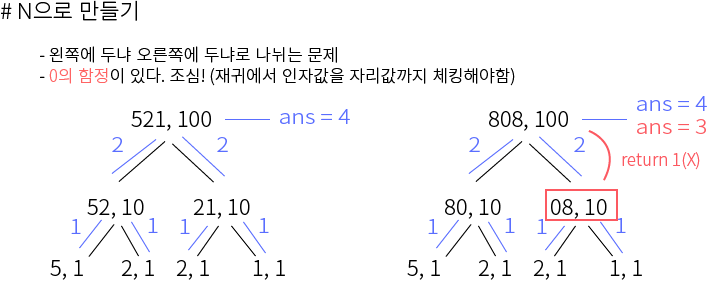 # N으로 만들기
- 왼쪽에 두냐 오른쪽에 두냐로 나뉘는 문제
- 0의 함정이 있다. 조심! (재귀에서 인자값을 자리값까지 체킹해야함)
521, 100 ans = 4
2 2
52, 10 21, 10
1 1 1 1
5, 1 2, 1 2, 1 1, 1
808, 100 ans = 4
ans = 3
2 2 return 1(X)
80, 10 08, 10
1 1 1 1
5, 1 2, 1 2, 1 1, 1